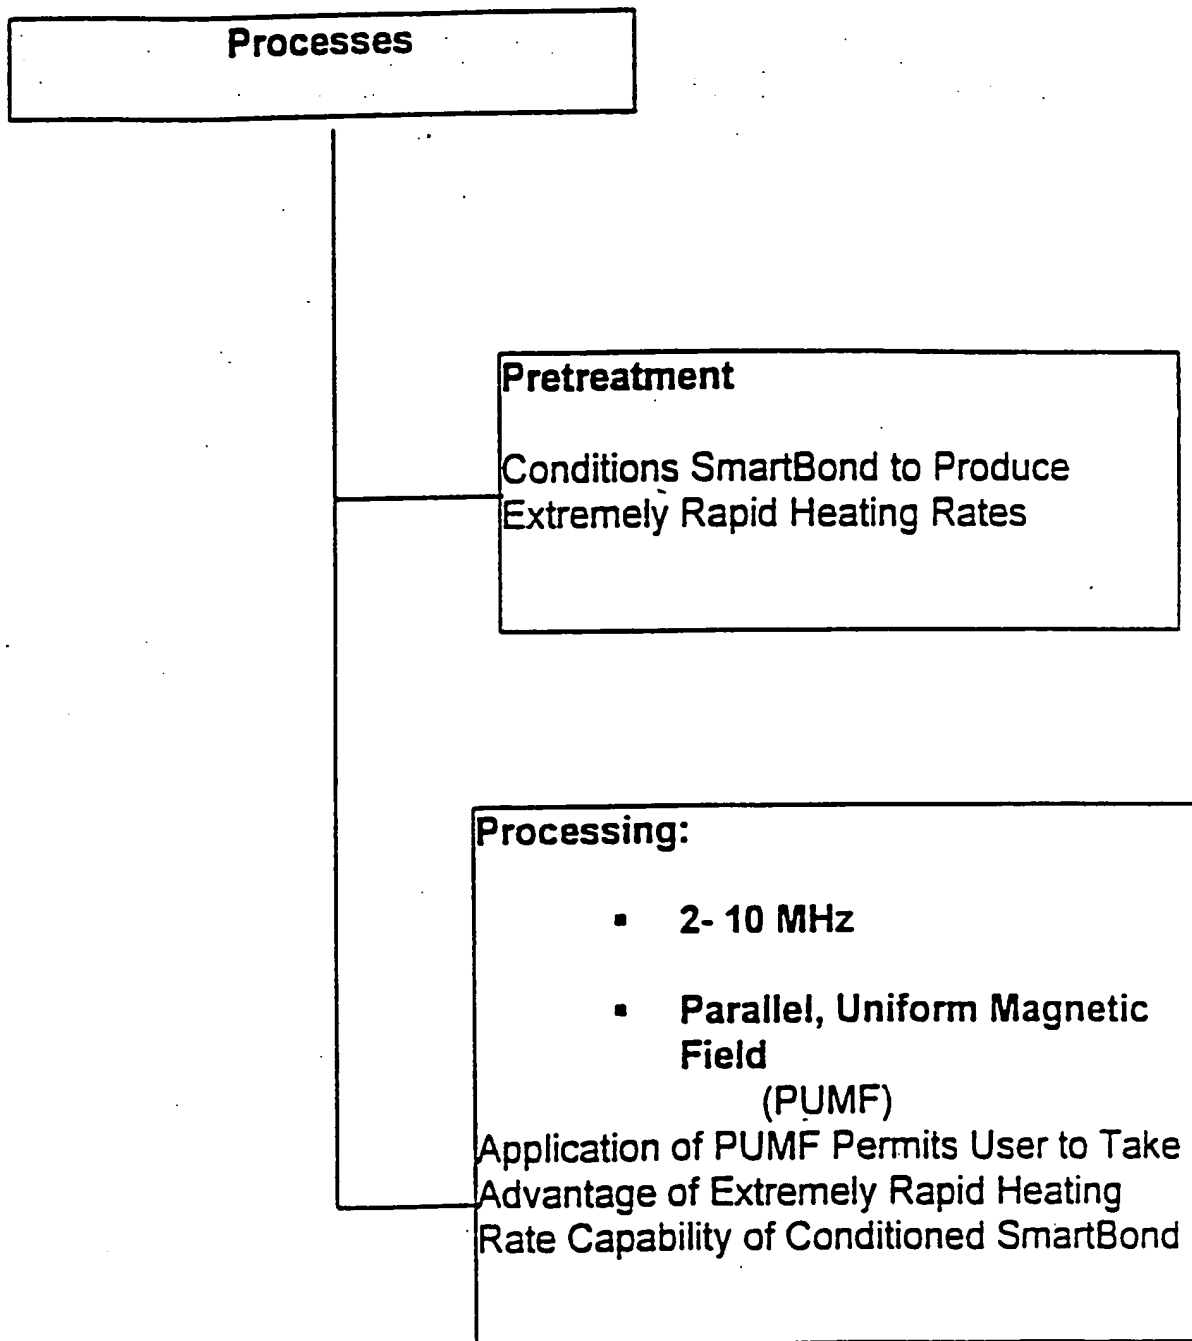 Processes
Pretreatment
Conditions SmartBond to Produce
Extremely Rapid Heating Rates
Processing:
▪ 2- 10 MHz
▪ Parallel, Uniform Magnetic
Field
(PUMF)
Application of PUMF Permits User to Take
Advantage of Extremely Rapid Heating
Rate Capability of Conditioned SmartBond